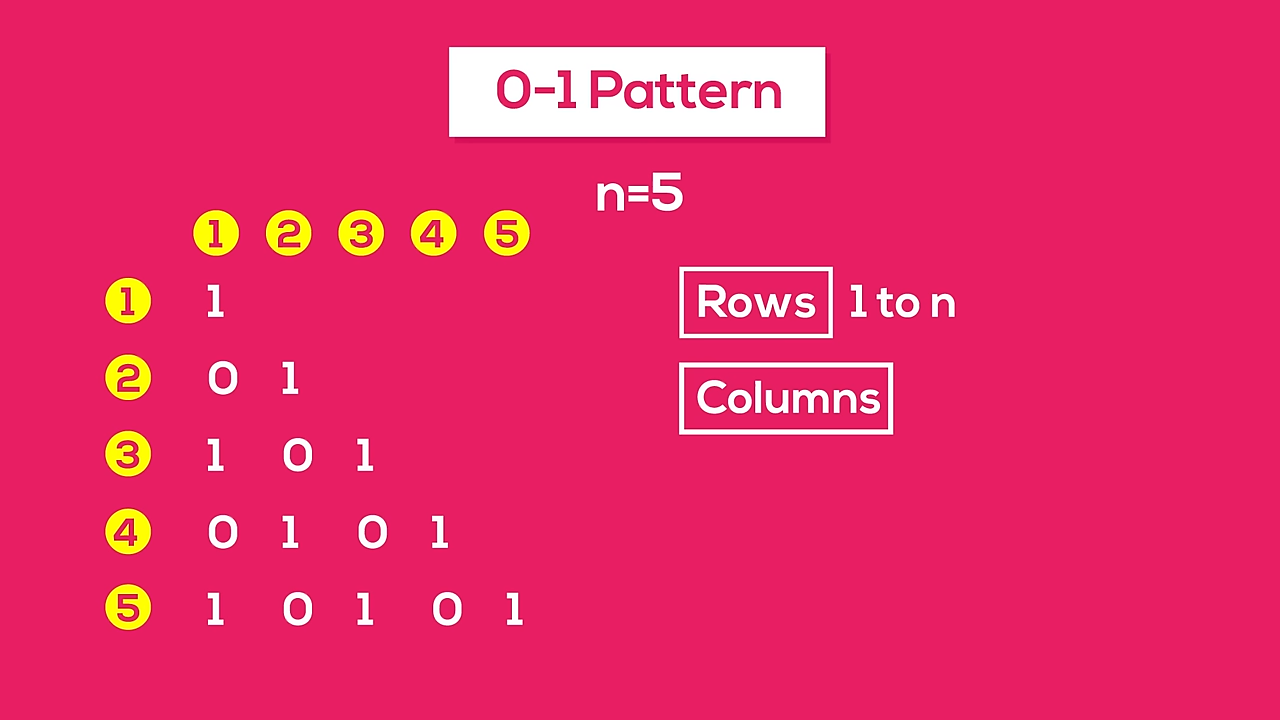 0-1 Pattern
n=5
1 2 3 4 5
1 1
Rows 1 to n
2 0 1
Columns
3 1 0 1
4 0 1 0 1
5 1 0 1 0 1